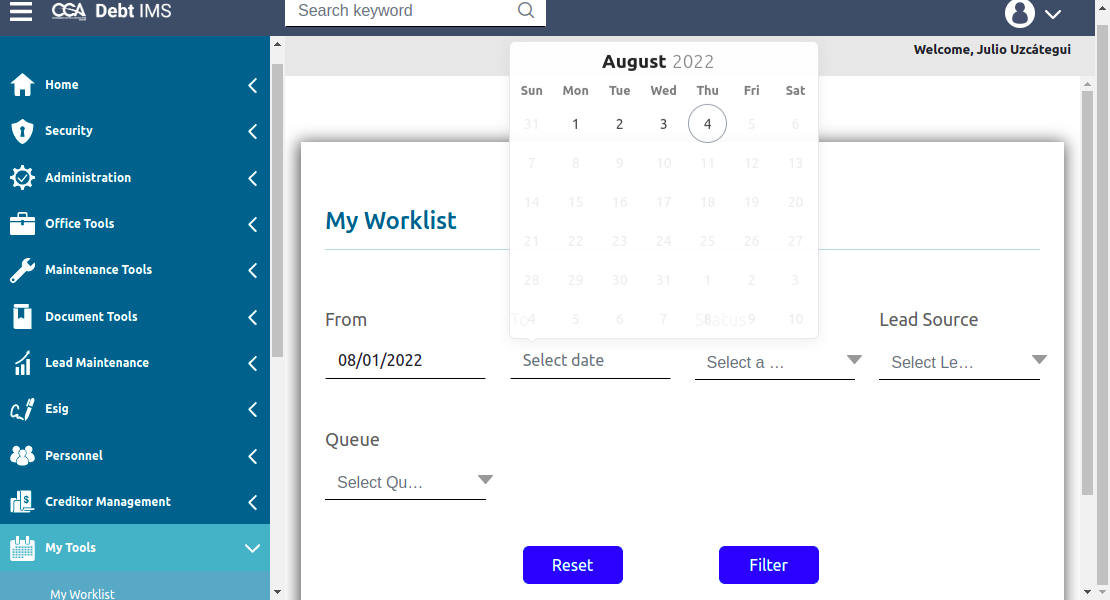 CGA Debt IMS
Search keyword
Welcome, Julio Uzcátegui
Home
Security
Administration
Office Tools
Maintenance Tools
Document Tools
Lead Maintenance
Esig
Personnel
Creditor Management
My Tools
My Worklist
August 2022
Sun Mon Tue Wed Thu Fri Sat
31 1 2 3 4 5 6
7 8 9 10 11 12 13
14 15 16 17 18 19 20
21 22 23 24 25 26 27
28 29 30 31 1 2 3
4 5 6 7 8 9 10
My Worklist
From
08/01/2022
To
Select date
Status
Select a ...
Lead Source
Select Le...
Queue
Select Qu...
Reset
Filter